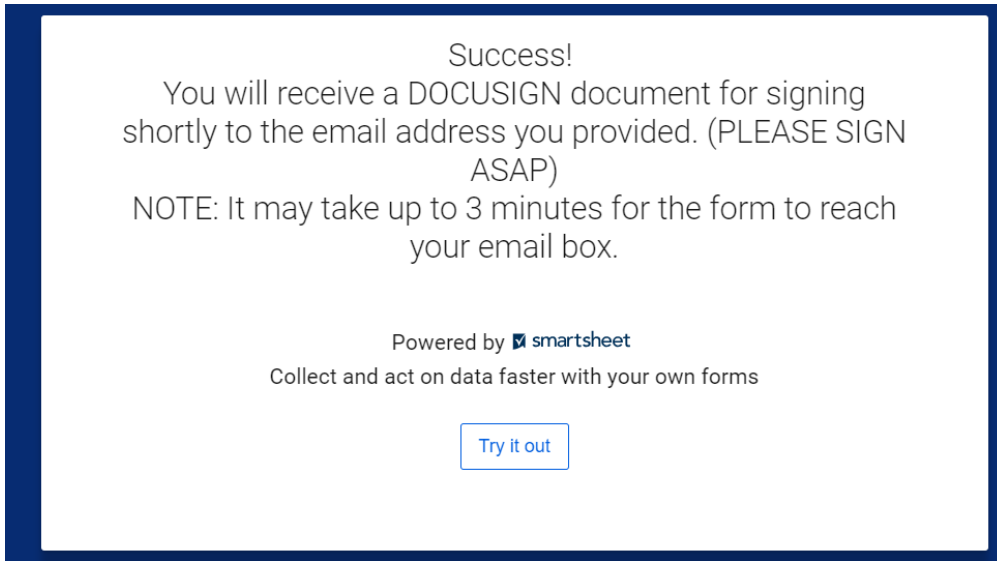 Success!
You will receive a DOCUSIGN document for signing
shortly to the email address you provided. (PLEASE SIGN
ASAP)
NOTE: It may take up to 3 minutes for the form to reach
your email box.
Powered by smartsheet
Collect and act on data faster with your own forms
Try it out